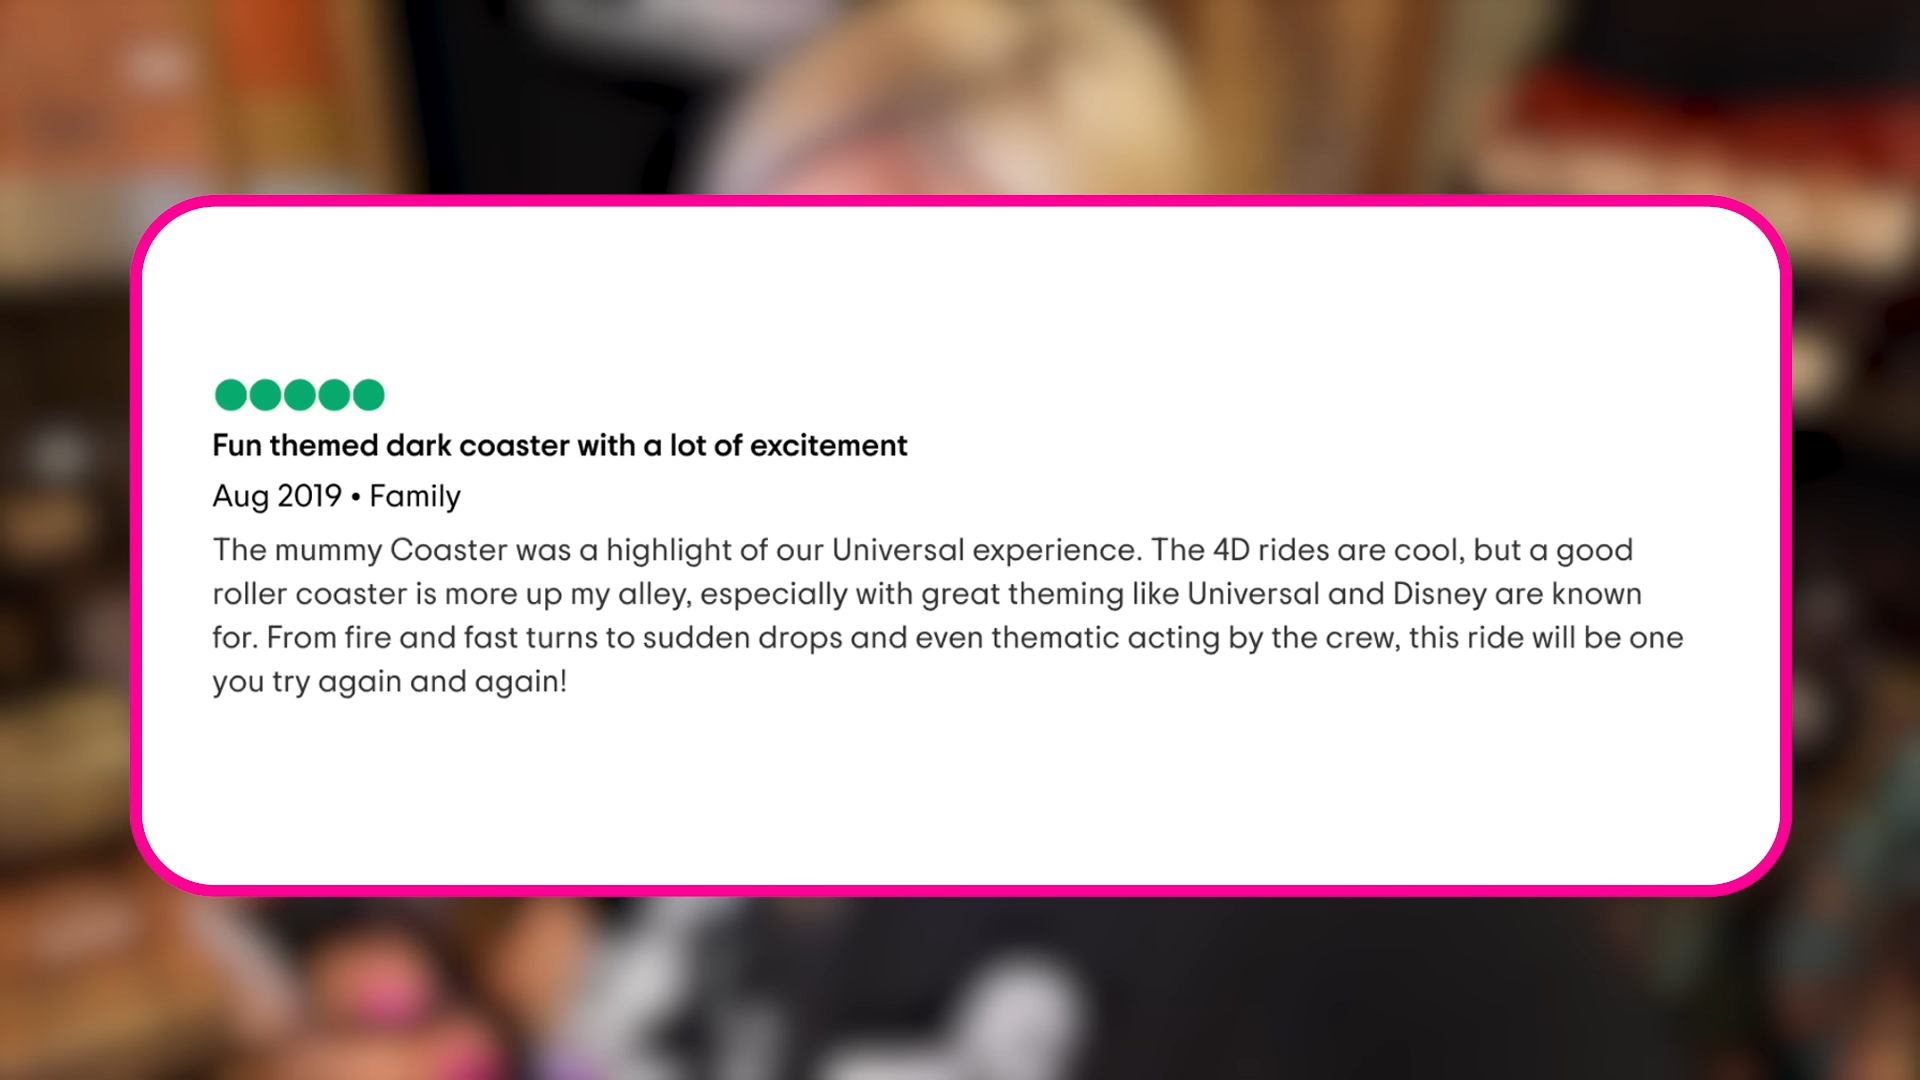 Fun themed dark coaster with a lot of excitement
Aug 2019 • Family
The mummy Coaster was a highlight of our Universal experience. The 4D rides are cool, but a good
roller coaster is more up my alley, especially with great theming like Universal and Disney are known
for. From fire and fast turns to sudden drops and even thematic acting by the crew, this ride will be one
you try again and again!